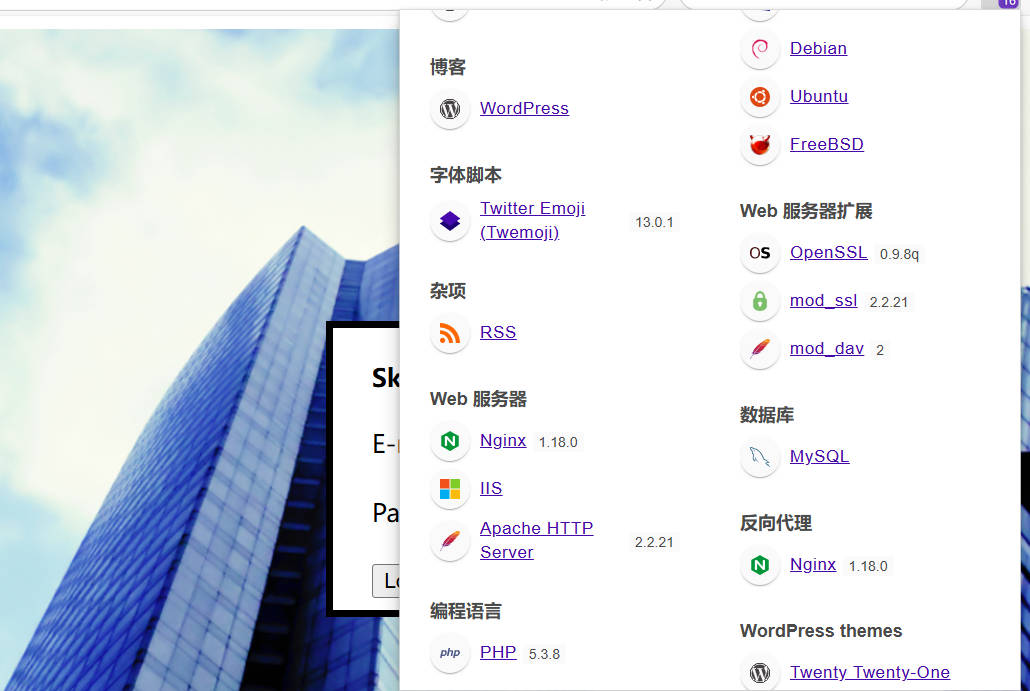 16
博客
WordPress
字体脚本
Twitter Emoji
(Twemoji)
13.0.1
杂项
RSS
Web 服务器
Nginx 1.18.0
IIS
Apache HTTP
Server
2.2.21
编程语言
php
PHP 5.3.8
Debian
Ubuntu
FreeBSD
Web 服务器扩展
OS
OpenSSL 0.9.8q
mod_ssl 2.2.21
mod_dav 2
数据库
MySQL
反向代理
Nginx 1.18.0
WordPress themes
Twenty Twenty-One
Sk
E-
Pa
Lo